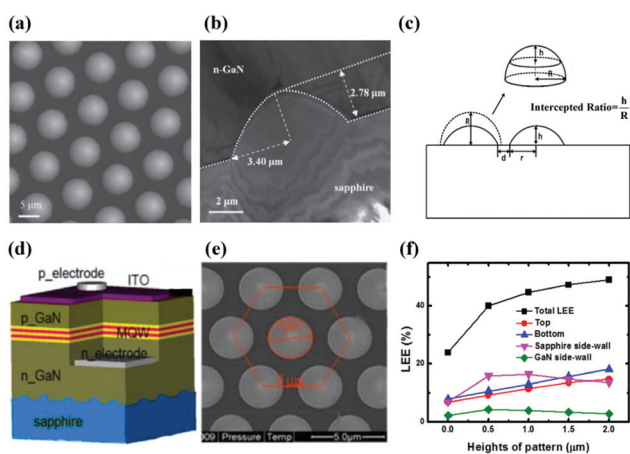 (a)
5 μm
(b)
n-GaN
2.78 μm
3.40 μm
sapphire
2 μm
(c)
h
R
Intercepted Ratio=h/R
R
h
d
r
(d)
p_electrode
ITO
p_GaN
MQW
n_electrode
n_GaN
sapphire
(e)
009
Pressure
Temp
5.0μm
(f)
LEE (%)
40
20
0
Total LEE
Top
Bottom
Sapphire side-wall
GaN side-wall
0.0 0.5 1.0 1.5 2.0
Heights of pattern (μm)